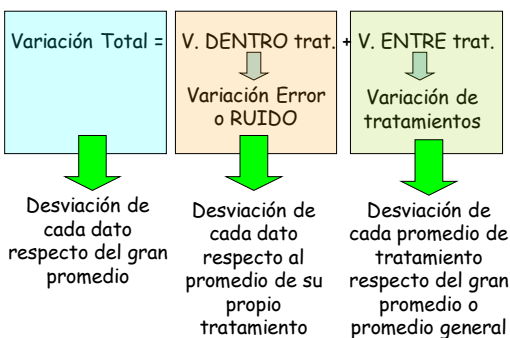 Variación Total = V. DENTRO trat. + V. ENTRE trat.
Variación Error
o RUIDO
Variación de
tratamientos
Desviación de
cada dato
respecto del gran
promedio
Desviación de
cada dato
respecto al
promedio de su
propio
tratamiento
Desviación de
cada promedio de
tratamiento
respecto del gran
promedio o
promedio general